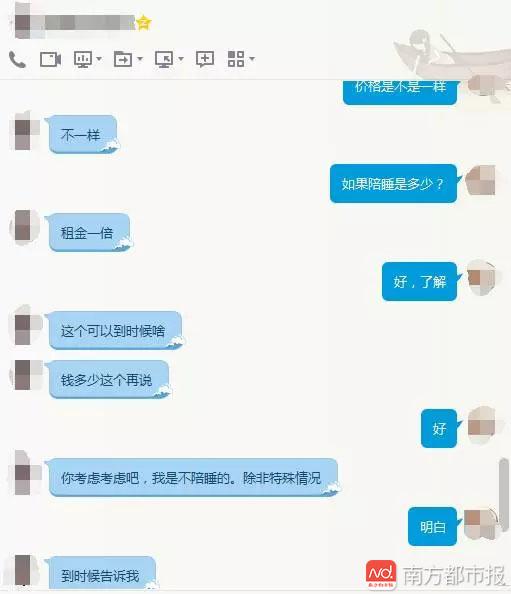 价格是不是一样
不一样
如果陪睡是多少？
租金一倍
好，了解
这个可以到时候啥
钱多少这个再说
好
你考虑考虑吧，我是不陪睡的。除非特殊情况
明白
到时候告诉我
南方都市报